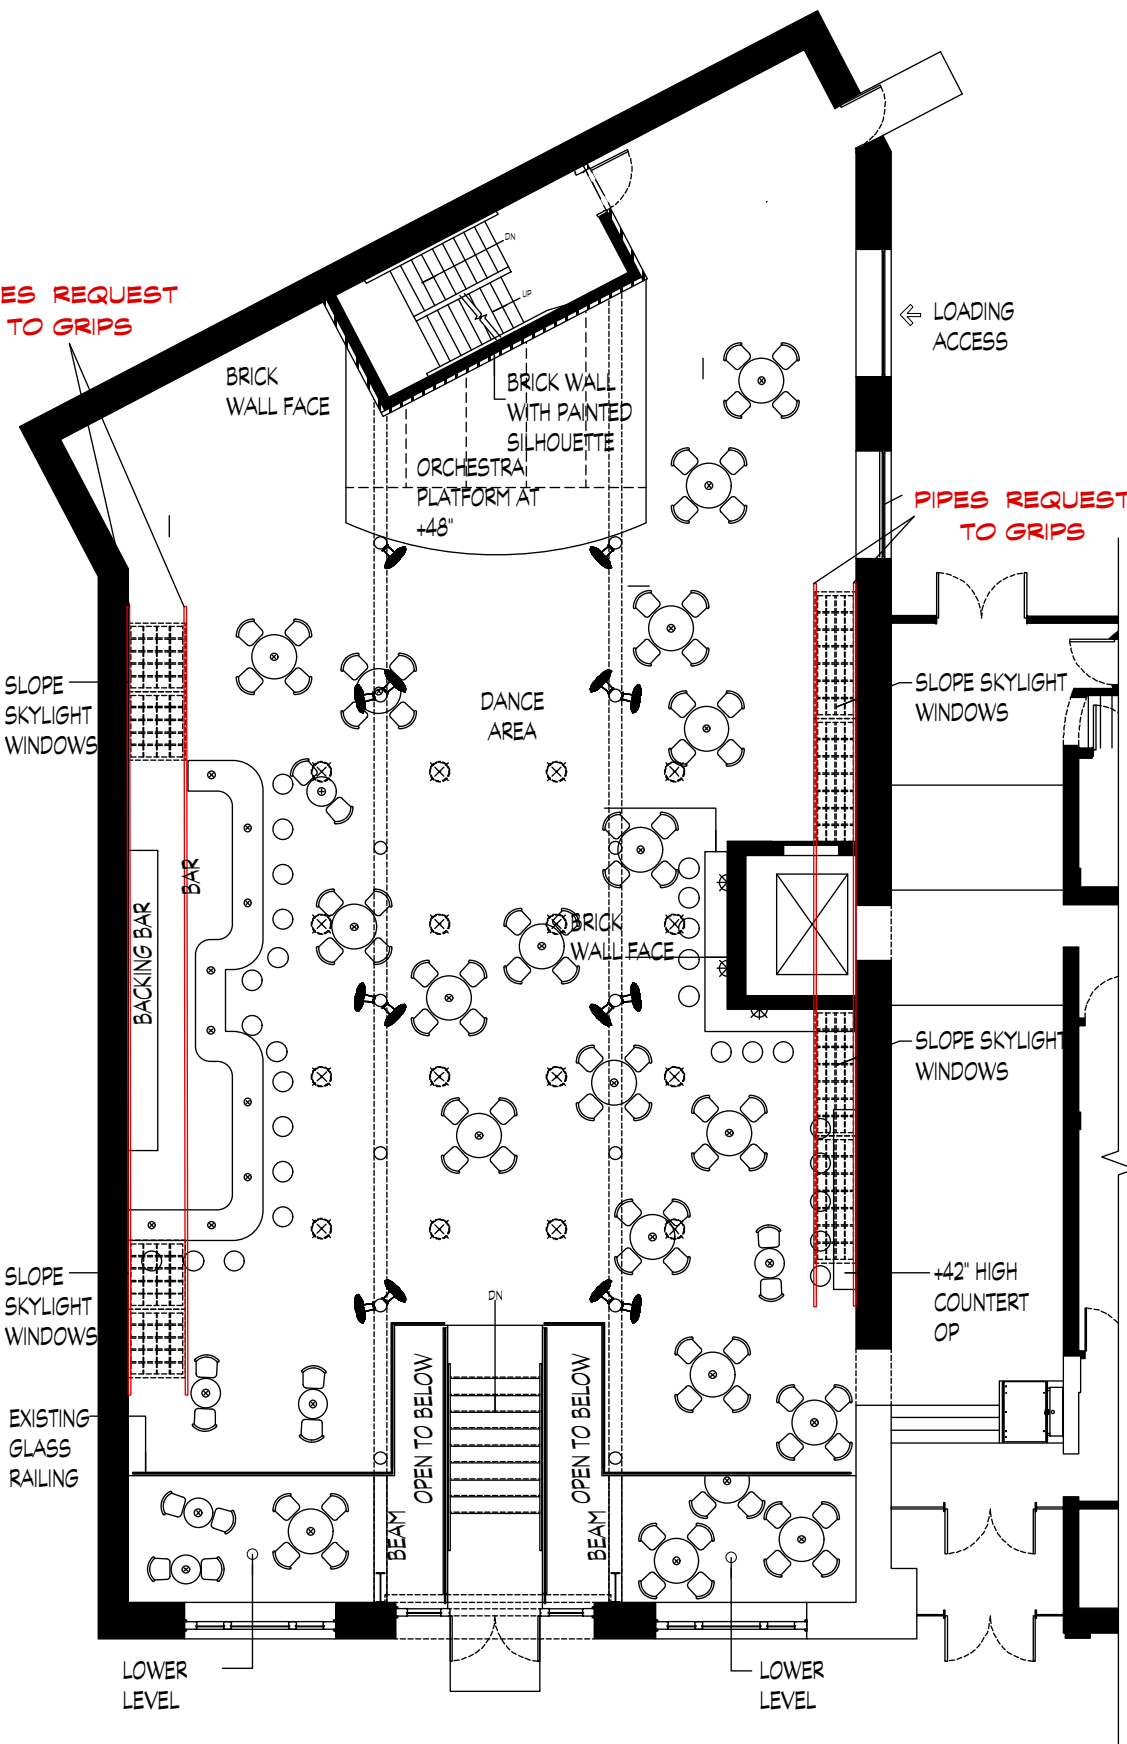 DN
UP
ES REQUEST
TO GRIPS
LOADING
ACCESS
BRICK
WALL FACE
BRICK WALL
WITH PAINTED
SILHOUETTE
ORCHESTRA
PLATFORM AT
+48"
PIPES REQUEST
TO GRIPS
SLOPE
SKYLIGHT
WINDOWS
DANCE
AREA
SLOPE SKYLIGHT
WINDOWS
BAR
BACKING BAR
BRICK
WALL FACE
SLOPE SKYLIGHT
WINDOWS
SLOPE
SKYLIGHT
WINDOWS
DN
+42" HIGH
COUNTERT
OP
OPEN TO BELOW
OPEN TO BELOW
EXISTING
GLASS
RAILING
BEAM
BEAM
LOWER
LEVEL
LOWER
LEVEL